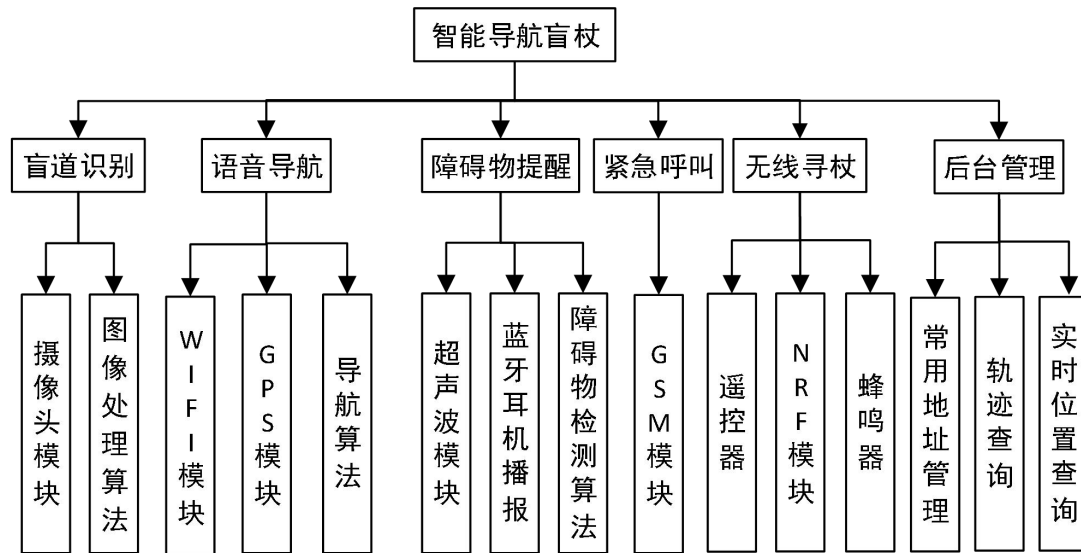 智能导航盲杖
盲道识别
语音导航
障碍物提醒
紧急呼叫
无线寻杖
后台管理
摄像头模块
图像处理算法
WIFI模块
GPS模块
导航算法
超声波模块
蓝牙耳机播报
障碍物检测算法
GSM模块
遥控器
NRF模块
蜂鸣器
常用地址管理
轨迹查询
实时位置查询